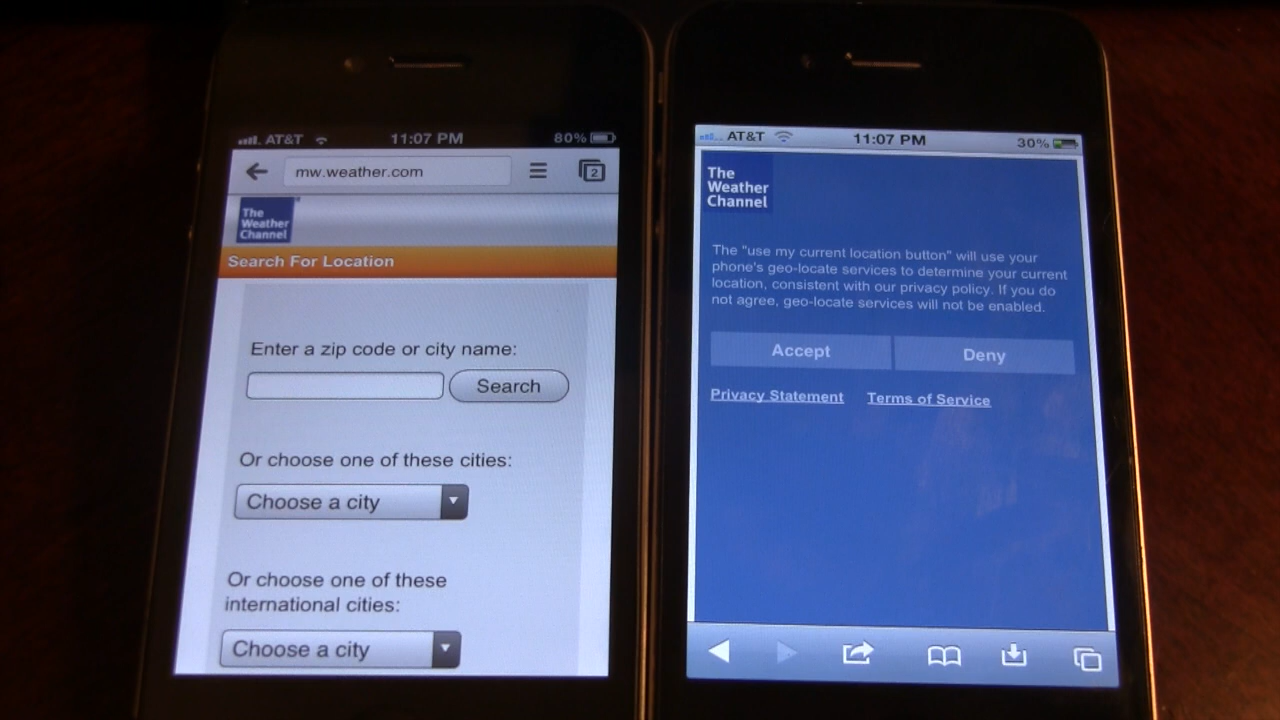 AT&T 11:07 PM 80%
mw.weather.com 2
The
Weather
Channel
Search For Location
Enter a zip code or city name:
Search
Or choose one of these cities:
Choose a city
Or choose one of these
international cities:
Choose a city
AT&T 11:07 PM 30%
The
Weather
Channel
The "use my current location button" will use your
phone's geo-locate services to determine your current
location, consistent with our privacy policy. If you do
not agree, geo-locate services will not be enabled.
Accept Deny
Privacy Statement Terms of Service